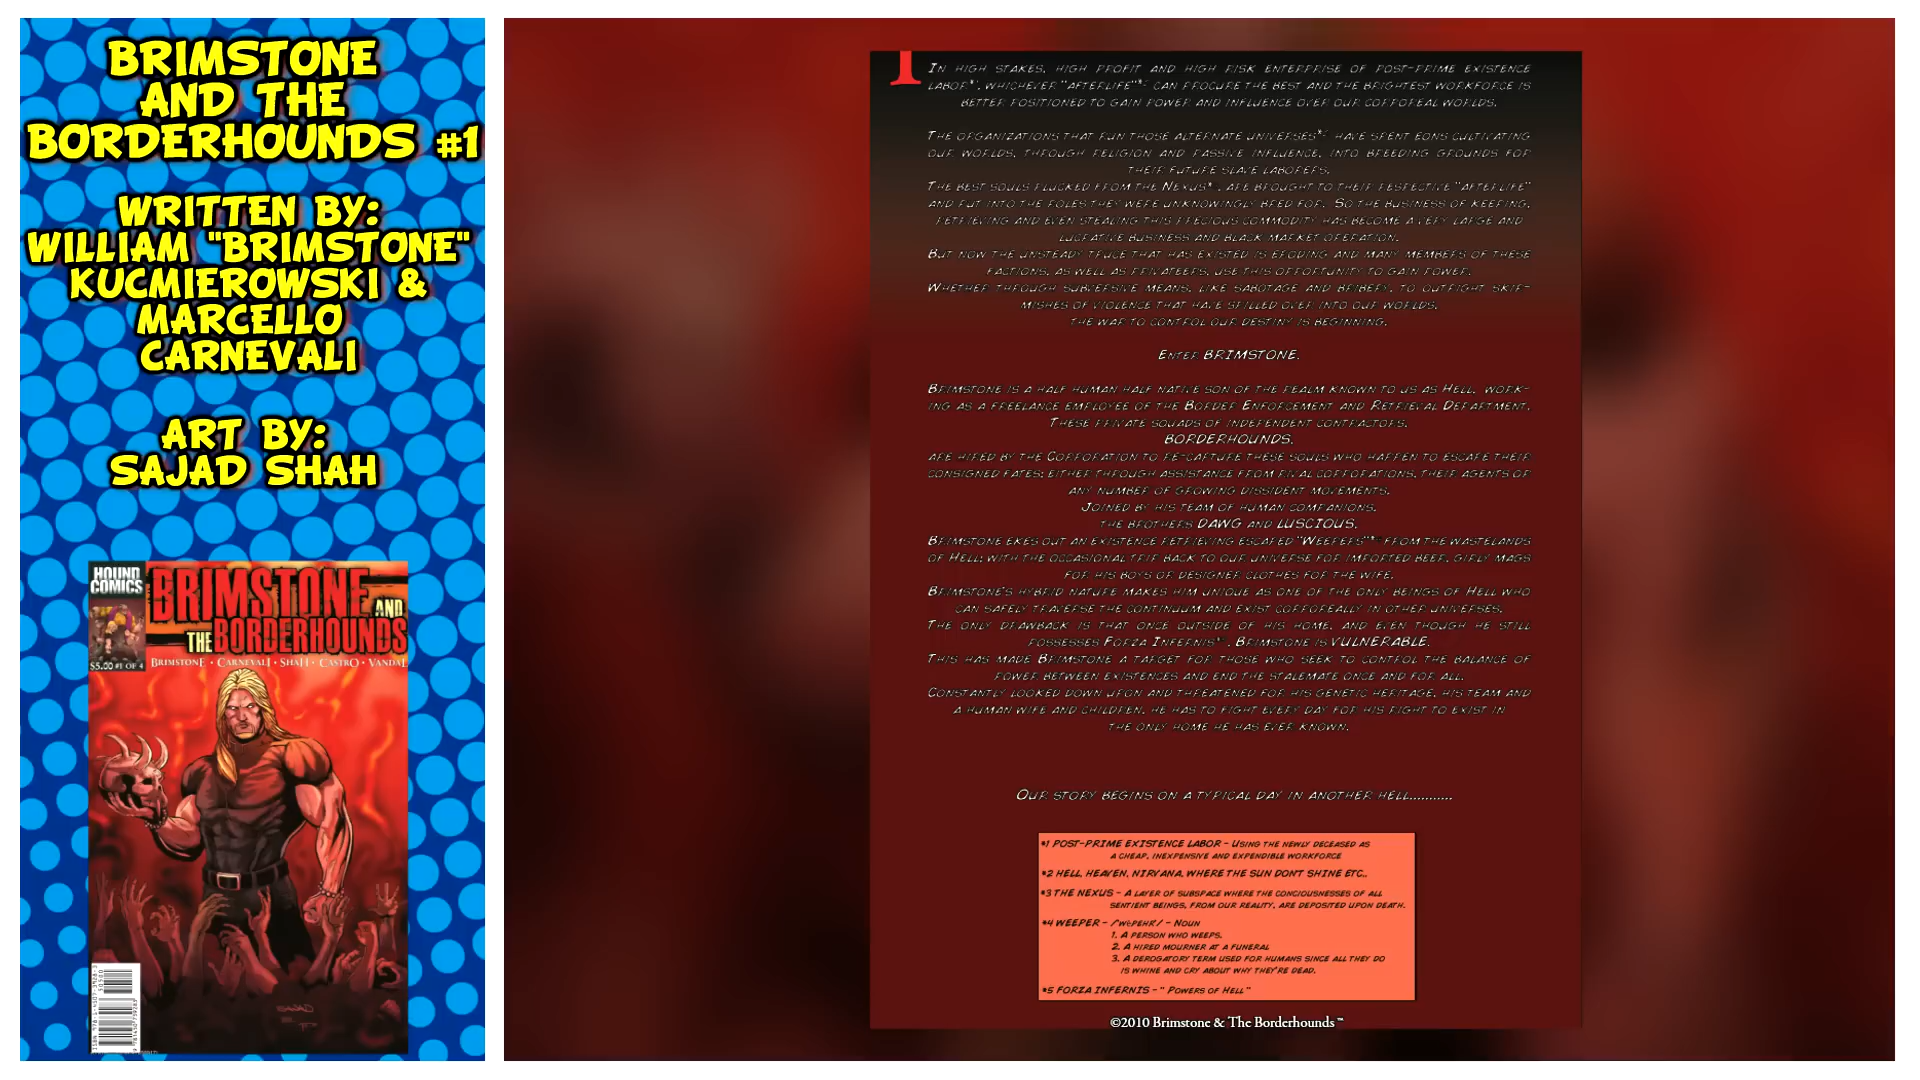 BRIMSTONE
AND THE
BORDERHOUNDS #1
WRITTEN BY:
WILLIAM "BRIMSTONE"
KUCMIEROWSKI &
MARCELLO
CARNEVALI
ART BY:
SAJAD SHAH
HOUND
COMICS
$5.00 #1 OF 4
BRIMSTONE AND
THE BORDERHOUNDS
BRIMSTONE • CARNEVALI • SHAH • CASTRO • VANDAL
SAJAD
IN HIGH STAKES, HIGH PROFIT AND HIGH RISK ENTERPRISE OF POST-PRIME EXISTENCE
LABOR*, WHICHEVER "AFTERLIFE"* CAN PROCURE THE BEST AND THE BRIGHTEST WORKFORCE IS
BETTER POSITIONED TO GAIN POWER AND INFLUENCE OVER OUR CORPOREAL WORLDS.
THE ORGANIZATIONS THAT RUN THOSE ALTERNATE UNIVERSES* HAVE SPENT EONS CULTIVATING
OUR WORLDS, THROUGH RELIGION AND PASSIVE INFLUENCE, INTO BREEDING GROUNDS FOR
THEIR FUTURE SLAVE LABORERS.
THE BEST SOULS PLUCKED FROM THE NEXUS*, ARE BROUGHT TO THEIR RESPECTIVE "AFTERLIFE"
AND PUT INTO THE ROLES THEY WERE UNKNOWINGLY BRED FOR. SO THE BUSINESS OF KEEPING,
RETRIEVING AND EVEN STEALING THIS PRECIOUS COMMODITY HAS BECOME A VERY LARGE AND
LUCRATIVE BUSINESS AND BLACK MARKET OPERATION.
BUT NOW THE UNSTEADY TRUCE THAT HAS EXISTED IS ERODING AND MANY MEMBERS OF THESE
FACTIONS, AS WELL AS PRIVATEERS, USE THIS OPPORTUNITY TO GAIN POWER.
WHETHER THROUGH SUBVERSIVE MEANS, LIKE SABOTAGE AND BRIBERY, TO OUTRIGHT SKIR-
MISHES OF VIOLENCE THAT HAVE SPILLED OVER INTO OUR WORLDS.
THE WAR TO CONTROL OUR DESTINY IS BEGINNING.
ENTER BRIMSTONE.
BRIMSTONE IS A HALF HUMAN HALF NATIVE SON OF THE REALM KNOWN TO US AS HELL, WORK-
ING AS A FREELANCE EMPLOYEE OF THE BORDER ENFORCEMENT AND RETRIEVAL DEPARTMENT.
THESE PRIVATE SQUADS OF INDEPENDENT CONTRACTORS,
BORDERHOUNDS,
ARE HIRED BY THE CORPORATION TO RE-CAPTURE THESE SOULS WHO HAPPEN TO ESCAPE THEIR
CONSIGNED FATES; EITHER THROUGH ASSISTANCE FROM RIVAL CORPORATIONS, THEIR AGENTS OR
ANY NUMBER OF GROWING DISSIDENT MOVEMENTS.
JOINED BY HIS TEAM OF HUMAN COMPANIONS,
THE BROTHERS DAWG AND LUSCIOUS,
BRIMSTONE EKES OUT AN EXISTENCE RETRIEVING ESCAPED "WEEPERS"* FROM THE WASTELANDS
OF HELL; WITH THE OCCASIONAL TRIP BACK TO OUR UNIVERSE FOR IMPORTED BEER, GIRLY MAGS
FOR HIS BOYS OR DESIGNER CLOTHES FOR THE WIFE.
BRIMSTONE'S HYBRID NATURE MAKES HIM UNIQUE AS ONE OF THE ONLY BEINGS OF HELL WHO
CAN SAFELY TRAVERSE THE CONTINUUM AND EXIST CORPOREALLY IN OTHER UNIVERSES.
THE ONLY DRAWBACK IS THAT ONCE OUTSIDE OF HIS HOME, AND EVEN THOUGH HE STILL
POSSESSES FORZA INFERNIS*, BRIMSTONE IS VULNERABLE.
THIS HAS MADE BRIMSTONE A TARGET FOR THOSE WHO SEEK TO CONTROL THE BALANCE OF
POWER BETWEEN EXISTENCES AND END THE STALEMATE ONCE AND FOR ALL.
CONSTANTLY LOOKED DOWN UPON AND THREATENED FOR HIS GENETIC HERITAGE, HIS TEAM AND
A HUMAN WIFE AND CHILDREN, HE HAS TO FIGHT EVERY DAY FOR HIS RIGHT TO EXIST IN
THE ONLY HOME HE HAS EVER KNOWN.
OUR STORY BEGINS ON A TYPICAL DAY IN ANOTHER HELL..........
*1 POST-PRIME EXISTENCE LABOR - USING THE NEWLY DECEASED AS
A CHEAP, INEXPENSIVE AND EXPENDIBLE WORKFORCE
*2 HELL, HEAVEN, NIRVANA, WHERE THE SUN DON'T SHINE ETC..
*3 THE NEXUS - A LAYER OF SUBSPACE WHERE THE CONCIOUSNESSES OF ALL
SENTIENT BEINGS, FROM OUR REALITY, ARE DEPOSITED UPON DEATH.
*4 WEEPER - /'wēpEHR/ - NOUN
1. A PERSON WHO WEEPS.
2. A HIRED MOURNER AT A FUNERAL
3. A DEROGATORY TERM USED FOR HUMANS SINCE ALL THEY DO
IS WHINE AND CRY ABOUT WHY THEY'RE DEAD.
*5 FORZA INFERNIS - " POWERS OF HELL"
©2010 Brimstone & The Borderhounds ™